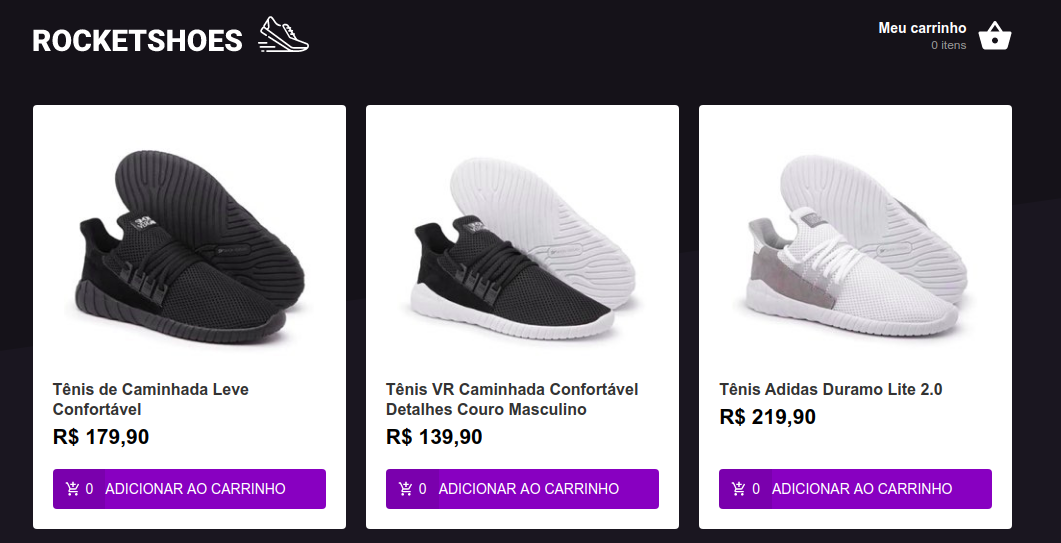 ROCKETSHOES
Meu carrinho
0 itens
Tênis de Caminhada Leve
Confortável
R$ 179,90
0 ADICIONAR AO CARRINHO
Tênis VR Caminhada Confortável
Detalhes Couro Masculino
R$ 139,90
0 ADICIONAR AO CARRINHO
Tênis Adidas Duramo Lite 2.0
R$ 219,90
0 ADICIONAR AO CARRINHO